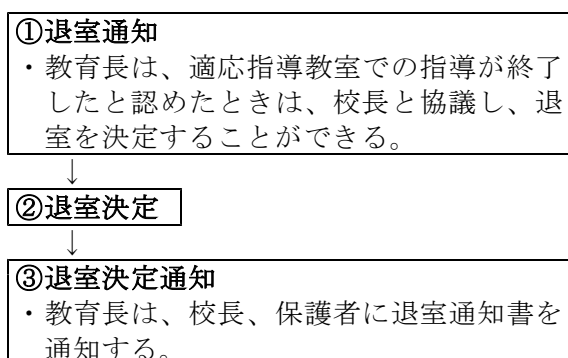 ①退室通知
・教育長は、適応指導教室での指導が終了
したと認めたときは、校長と協議し、退
室を決定することができる。
↓
②退室決定
↓
③退室決定通知
・教育長は、校長、保護者に退室通知書を
通知する。